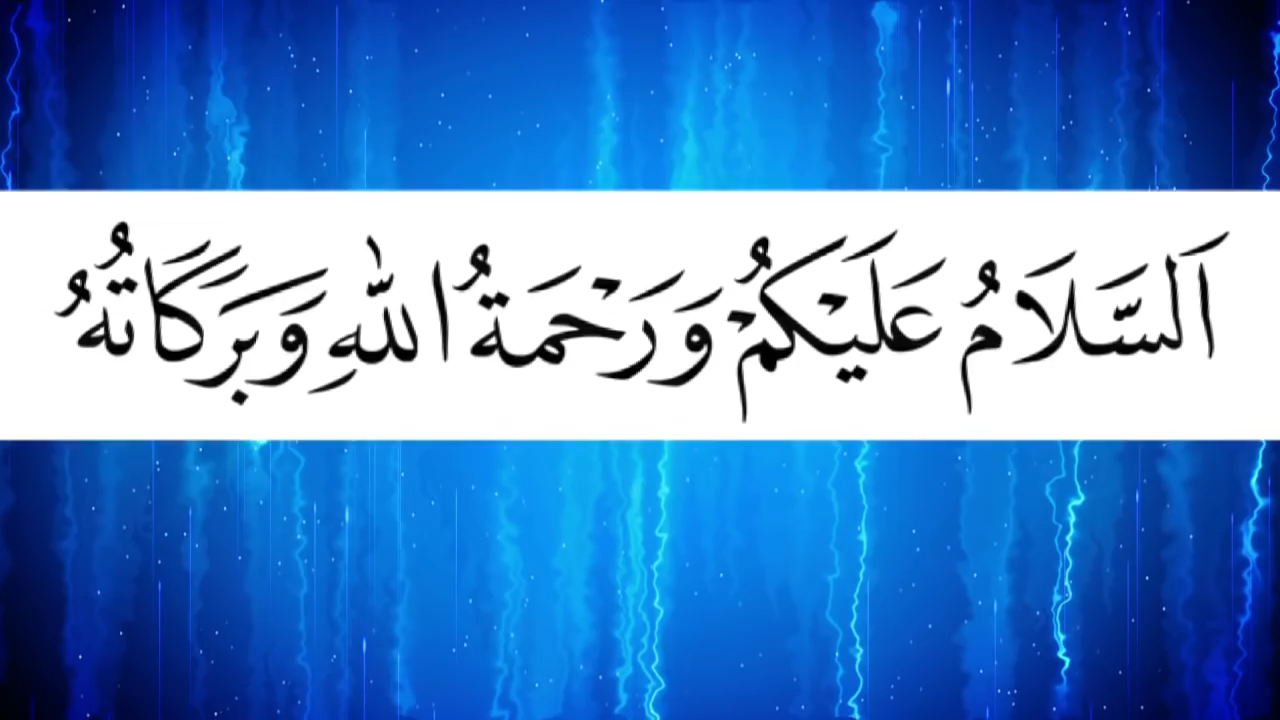 اَلسَّلَامُ عَلَيْكُمْ وَرَحْمَةُ اللهِ وَبَرَكَاتُهُ